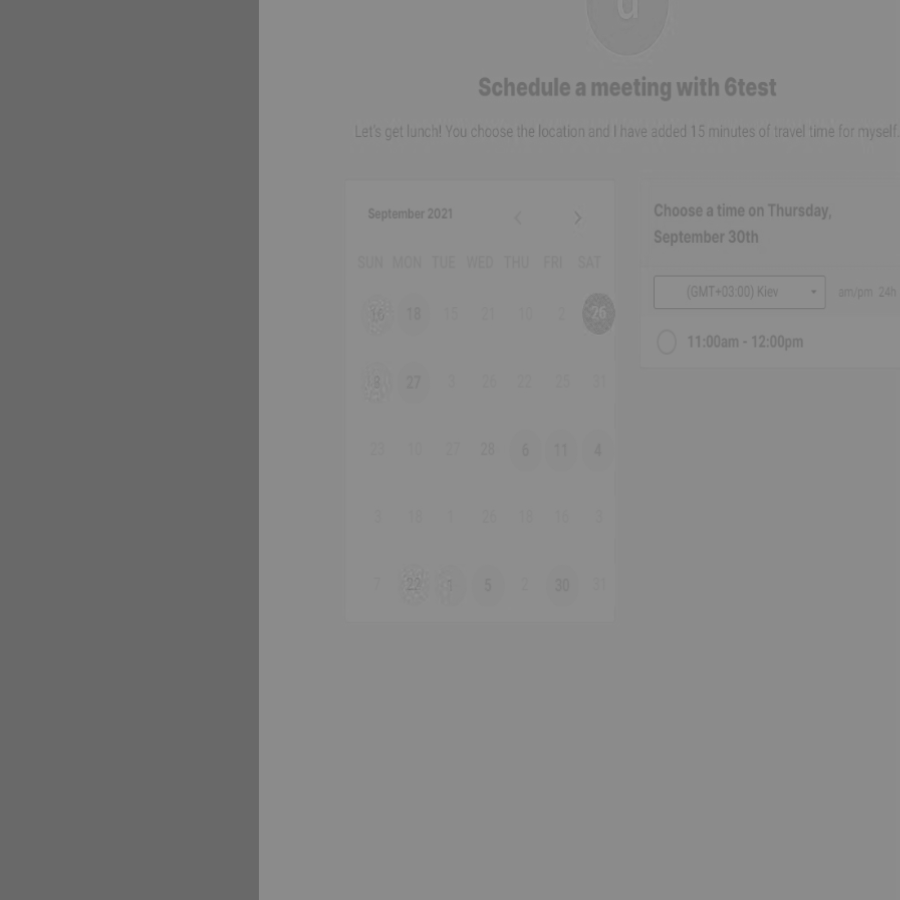 u
Schedule a meeting with 6test
Let's get lunch! You choose the location and I have added 15 minutes of travel time for myself.
September 2021
SUN MON TUE WED THU FRI SAT
16 18 15 21 10 2 26
8 27 3 26 22 25 31
23 10 27 28 6 11 4
3 10 1 26 18 16 3
7 22 1 5 2 30 31
Choose a time on Thursday,
September 30th
(GMT+03:00) Kiev am/pm 24h
11:00am - 12:00pm